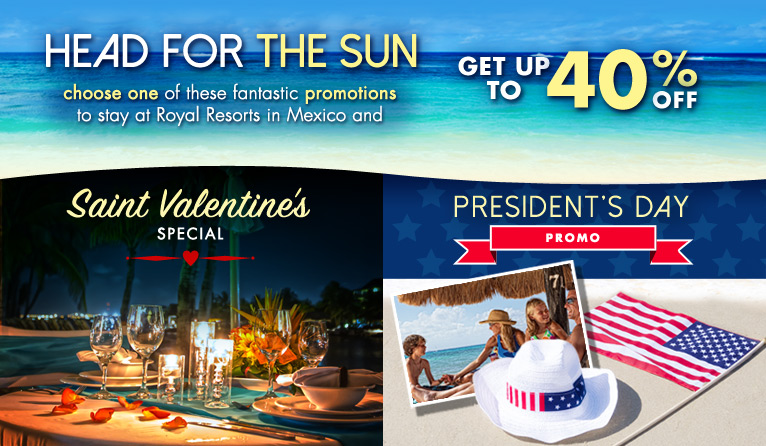 HEAD FOR THE SUN
choose one of these fantastic promotions
to stay at Royal Resorts in Mexico and
GET UP
TO
40%
OFF
Saint Valentine's
SPECIAL
PRESIDENT'S DAY
PROMO